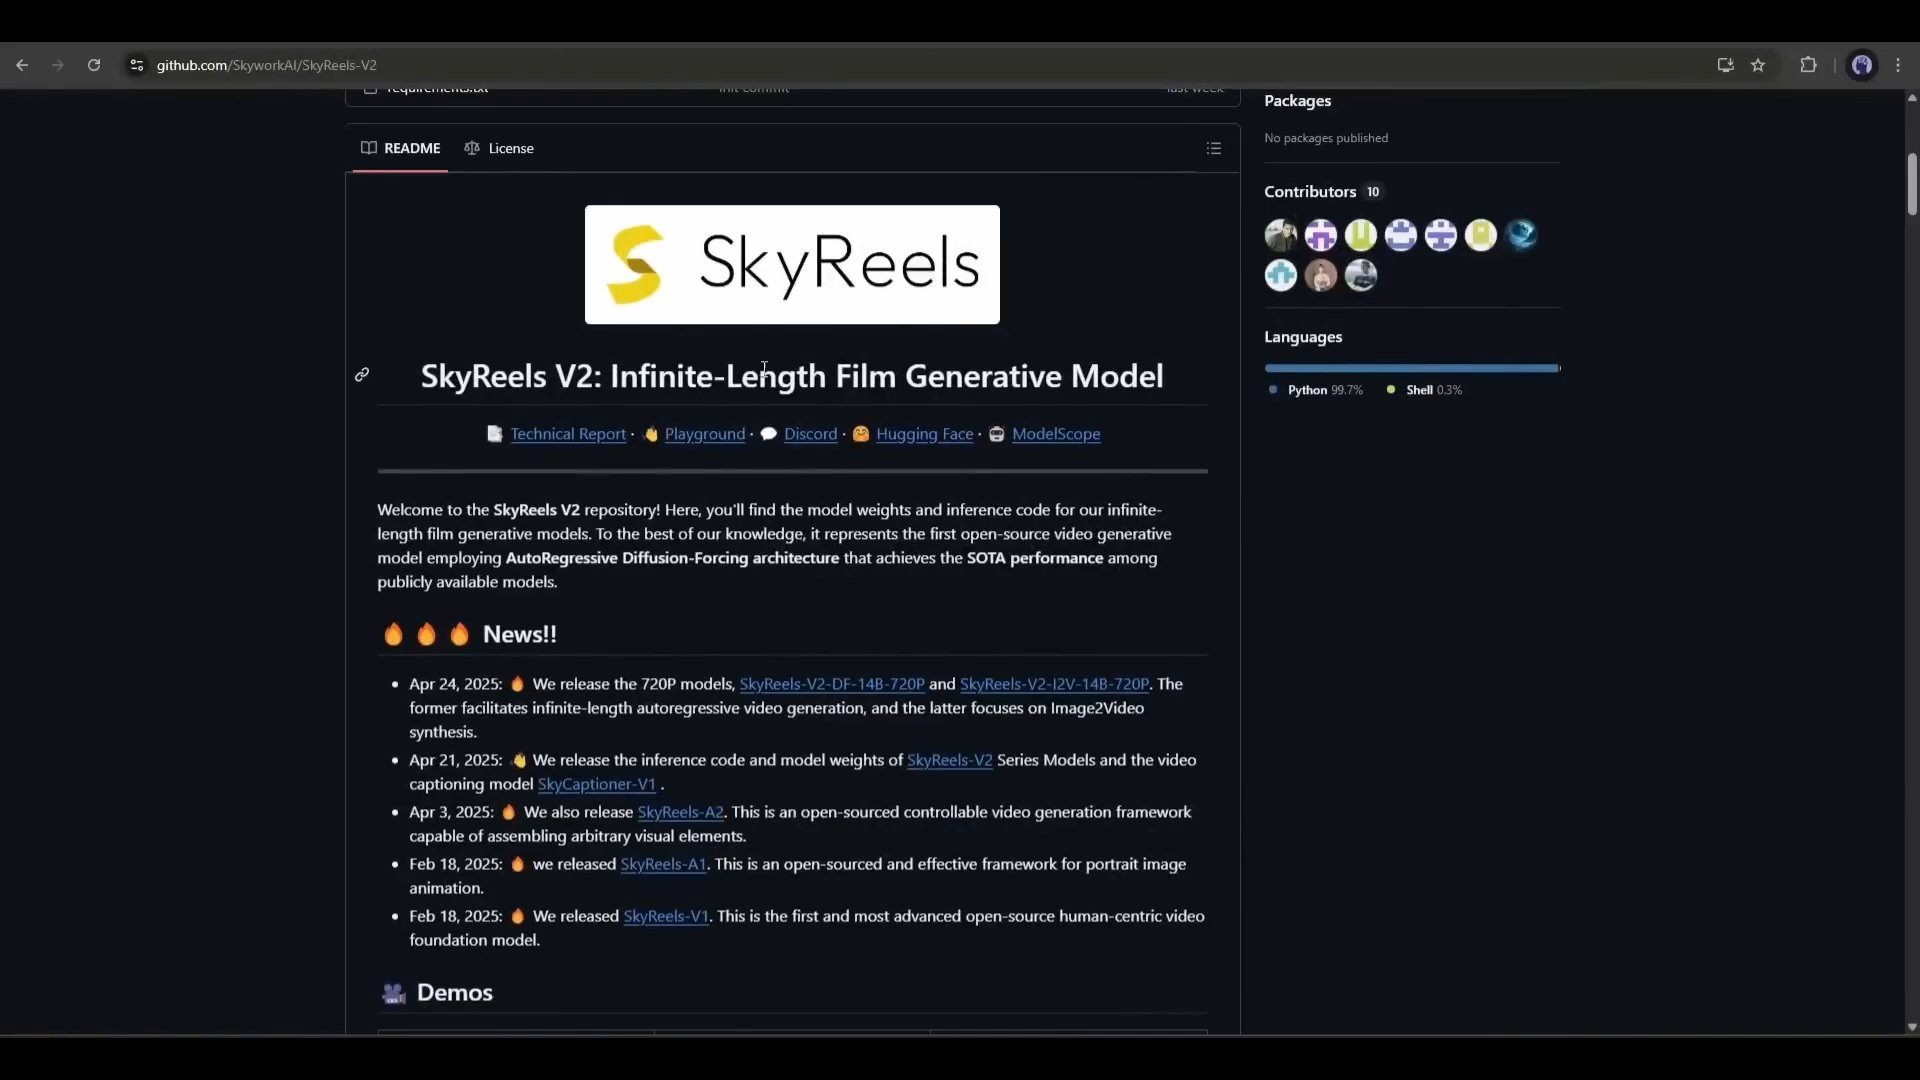 github.com/SkyworkAI/SkyReels-V2
requirements.txt
init commit
last week
README
License
SkyReels
SkyReels V2: Infinite-Length Film Generative Model
Technical Report · Playground · Discord · Hugging Face · ModelScope
Welcome to the SkyReels V2 repository! Here, you'll find the model weights and inference code for our infinite-
length film generative models. To the best of our knowledge, it represents the first open-source video generative
model employing AutoRegressive Diffusion-Forcing architecture that achieves the SOTA performance among
publicly available models.
🔥 🔥 🔥 News!!
• Apr 24, 2025: 🔥 We release the 720P models, SkyReels-V2-DF-14B-720P and SkyReels-V2-I2V-14B-720P. The
former facilitates infinite-length autoregressive video generation, and the latter focuses on Image2Video
synthesis.
• Apr 21, 2025: 👋 We release the inference code and model weights of SkyReels-V2 Series Models and the video
captioning model SkyCaptioner-V1 .
• Apr 3, 2025: 🔥 We also release SkyReels-A2. This is an open-sourced controllable video generation framework
capable of assembling arbitrary visual elements.
• Feb 18, 2025: 🔥 we released SkyReels-A1. This is an open-sourced and effective framework for portrait image
animation.
• Feb 18, 2025: 🔥 We released SkyReels-V1. This is the first and most advanced open-source human-centric video
foundation model.
Demos
Packages
No packages published
Contributors 10
Languages
Python 99.7% Shell 0.3%